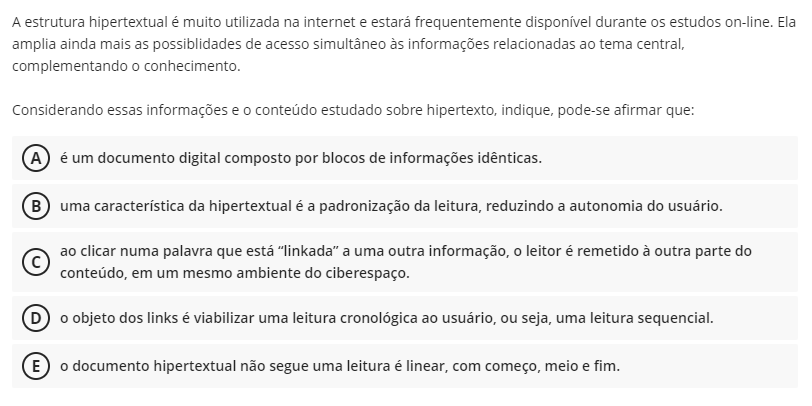 A estrutura hipertextual é muito utilizada na internet e estará frequentemente disponível durante os estudos on-line. Ela
amplia ainda mais as possiblidades de acesso simultâneo às informações relacionadas ao tema central,
complementando o conhecimento.
Considerando essas informações e o conteúdo estudado sobre hipertexto, indique, pode-se afirmar que:
A é um documento digital composto por blocos de informações idênticas.
B uma característica da hipertextual é a padronização da leitura, reduzindo a autonomia do usuário.
C ao clicar numa palavra que está “linkada” a uma outra informação, o leitor é remetido à outra parte do
conteúdo, em um mesmo ambiente do ciberespaço.
D o objeto dos links é viabilizar uma leitura cronológica ao usuário, ou seja, uma leitura sequencial.
E o documento hipertextual não segue uma leitura é linear, com começo, meio e fim.